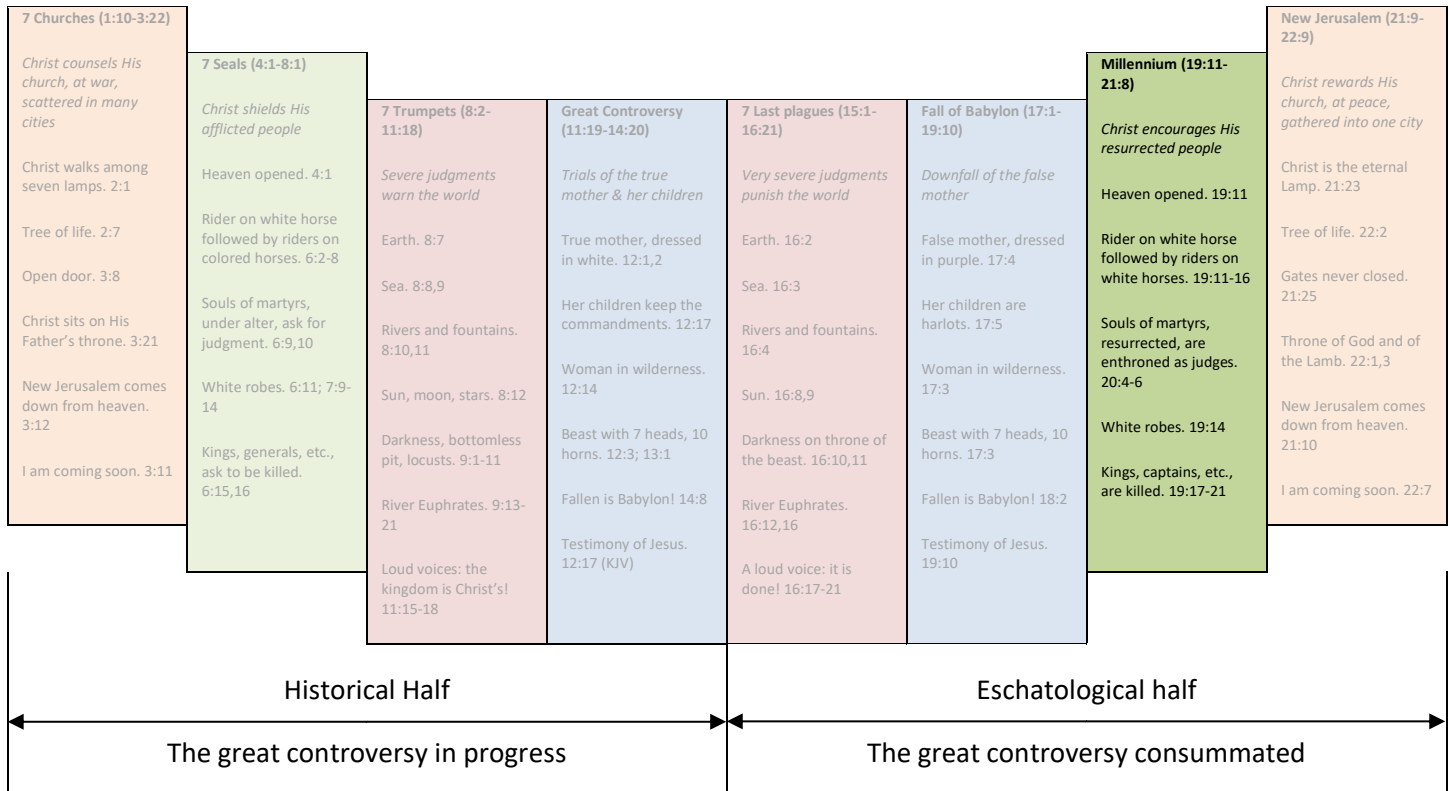 7 Churches (1:10-3:22)
Christ counsels His
church, at war,
scattered in many
cities
Christ walks among
seven lamps. 2:1
Tree of life. 2:7
Open door. 3:8
Christ sits on His
Father's throne. 3:21
New Jerusalem comes
down from heaven.
3:12
I am coming soon. 3:11
7 Seals (4:1-8:1)
Christ shields His
afflicted people
Heaven opened. 4:1
Rider on white horse
followed by riders on
colored horses. 6:2-8
Souls of martyrs,
under alter, ask for
judgment. 6:9,10
White robes. 6:11; 7:9-
14
Kings, generals, etc.,
ask to be killed.
6:15,16
7 Trumpets (8:2-
11:18)
Severe judgments
warn the world
Earth. 8:7
Sea. 8:8,9
Rivers and fountains.
8:10,11
Sun, moon, stars. 8:12
Darkness, bottomless
pit, locusts. 9:1-11
River Euphrates. 9:13-
21
Loud voices: the
kingdom is Christ's!
11:15-18
Great Controversy
(11:19-14:20)
Trials of the true
mother & her children
True mother, dressed
in white. 12:1,2
Her children keep the
commandments. 12:17
Woman in wilderness.
12:14
Beast with 7 heads, 10
horns. 12:3; 13:1
Fallen is Babylon! 14:8
Testimony of Jesus.
12:17 (KJV)
7 Last plagues (15:1-
16:21)
Very severe judgments
punish the world
Earth. 16:2
Sea. 16:3
Rivers and fountains.
16:4
Sun. 16:8,9
Darkness on throne of
the beast. 16:10,11
River Euphrates.
16:12,16
A loud voice: it is
done! 16:17-21
Fall of Babylon (17:1-
19:10)
Downfall of the false
mother
False mother, dressed
in purple. 17:4
Her children are
harlots. 17:5
Woman in wilderness.
17:3
Beast with 7 heads, 10
horns. 17:3
Fallen is Babylon! 18:2
Testimony of Jesus.
19:10
Millennium (19:11-
21:8)
Christ encourages His
resurrected people
Heaven opened. 19:11
Rider on white horse
followed by riders on
white horses. 19:11-16
Souls of martyrs,
resurrected, are
enthroned as judges.
20:4-6
White robes. 19:14
Kings, captains, etc.,
are killed. 19:17-21
New Jerusalem (21:9-
22:9)
Christ rewards His
church, at peace,
gathered into one city
Christ is the eternal
Lamp. 21:23
Tree of life. 22:2
Gates never closed.
21:25
Throne of God and of
the Lamb. 22:1,3
New Jerusalem comes
down from heaven.
21:10
I am coming soon. 22:7
Historical Half
The great controversy in progress
Eschatological half
The great controversy consummated